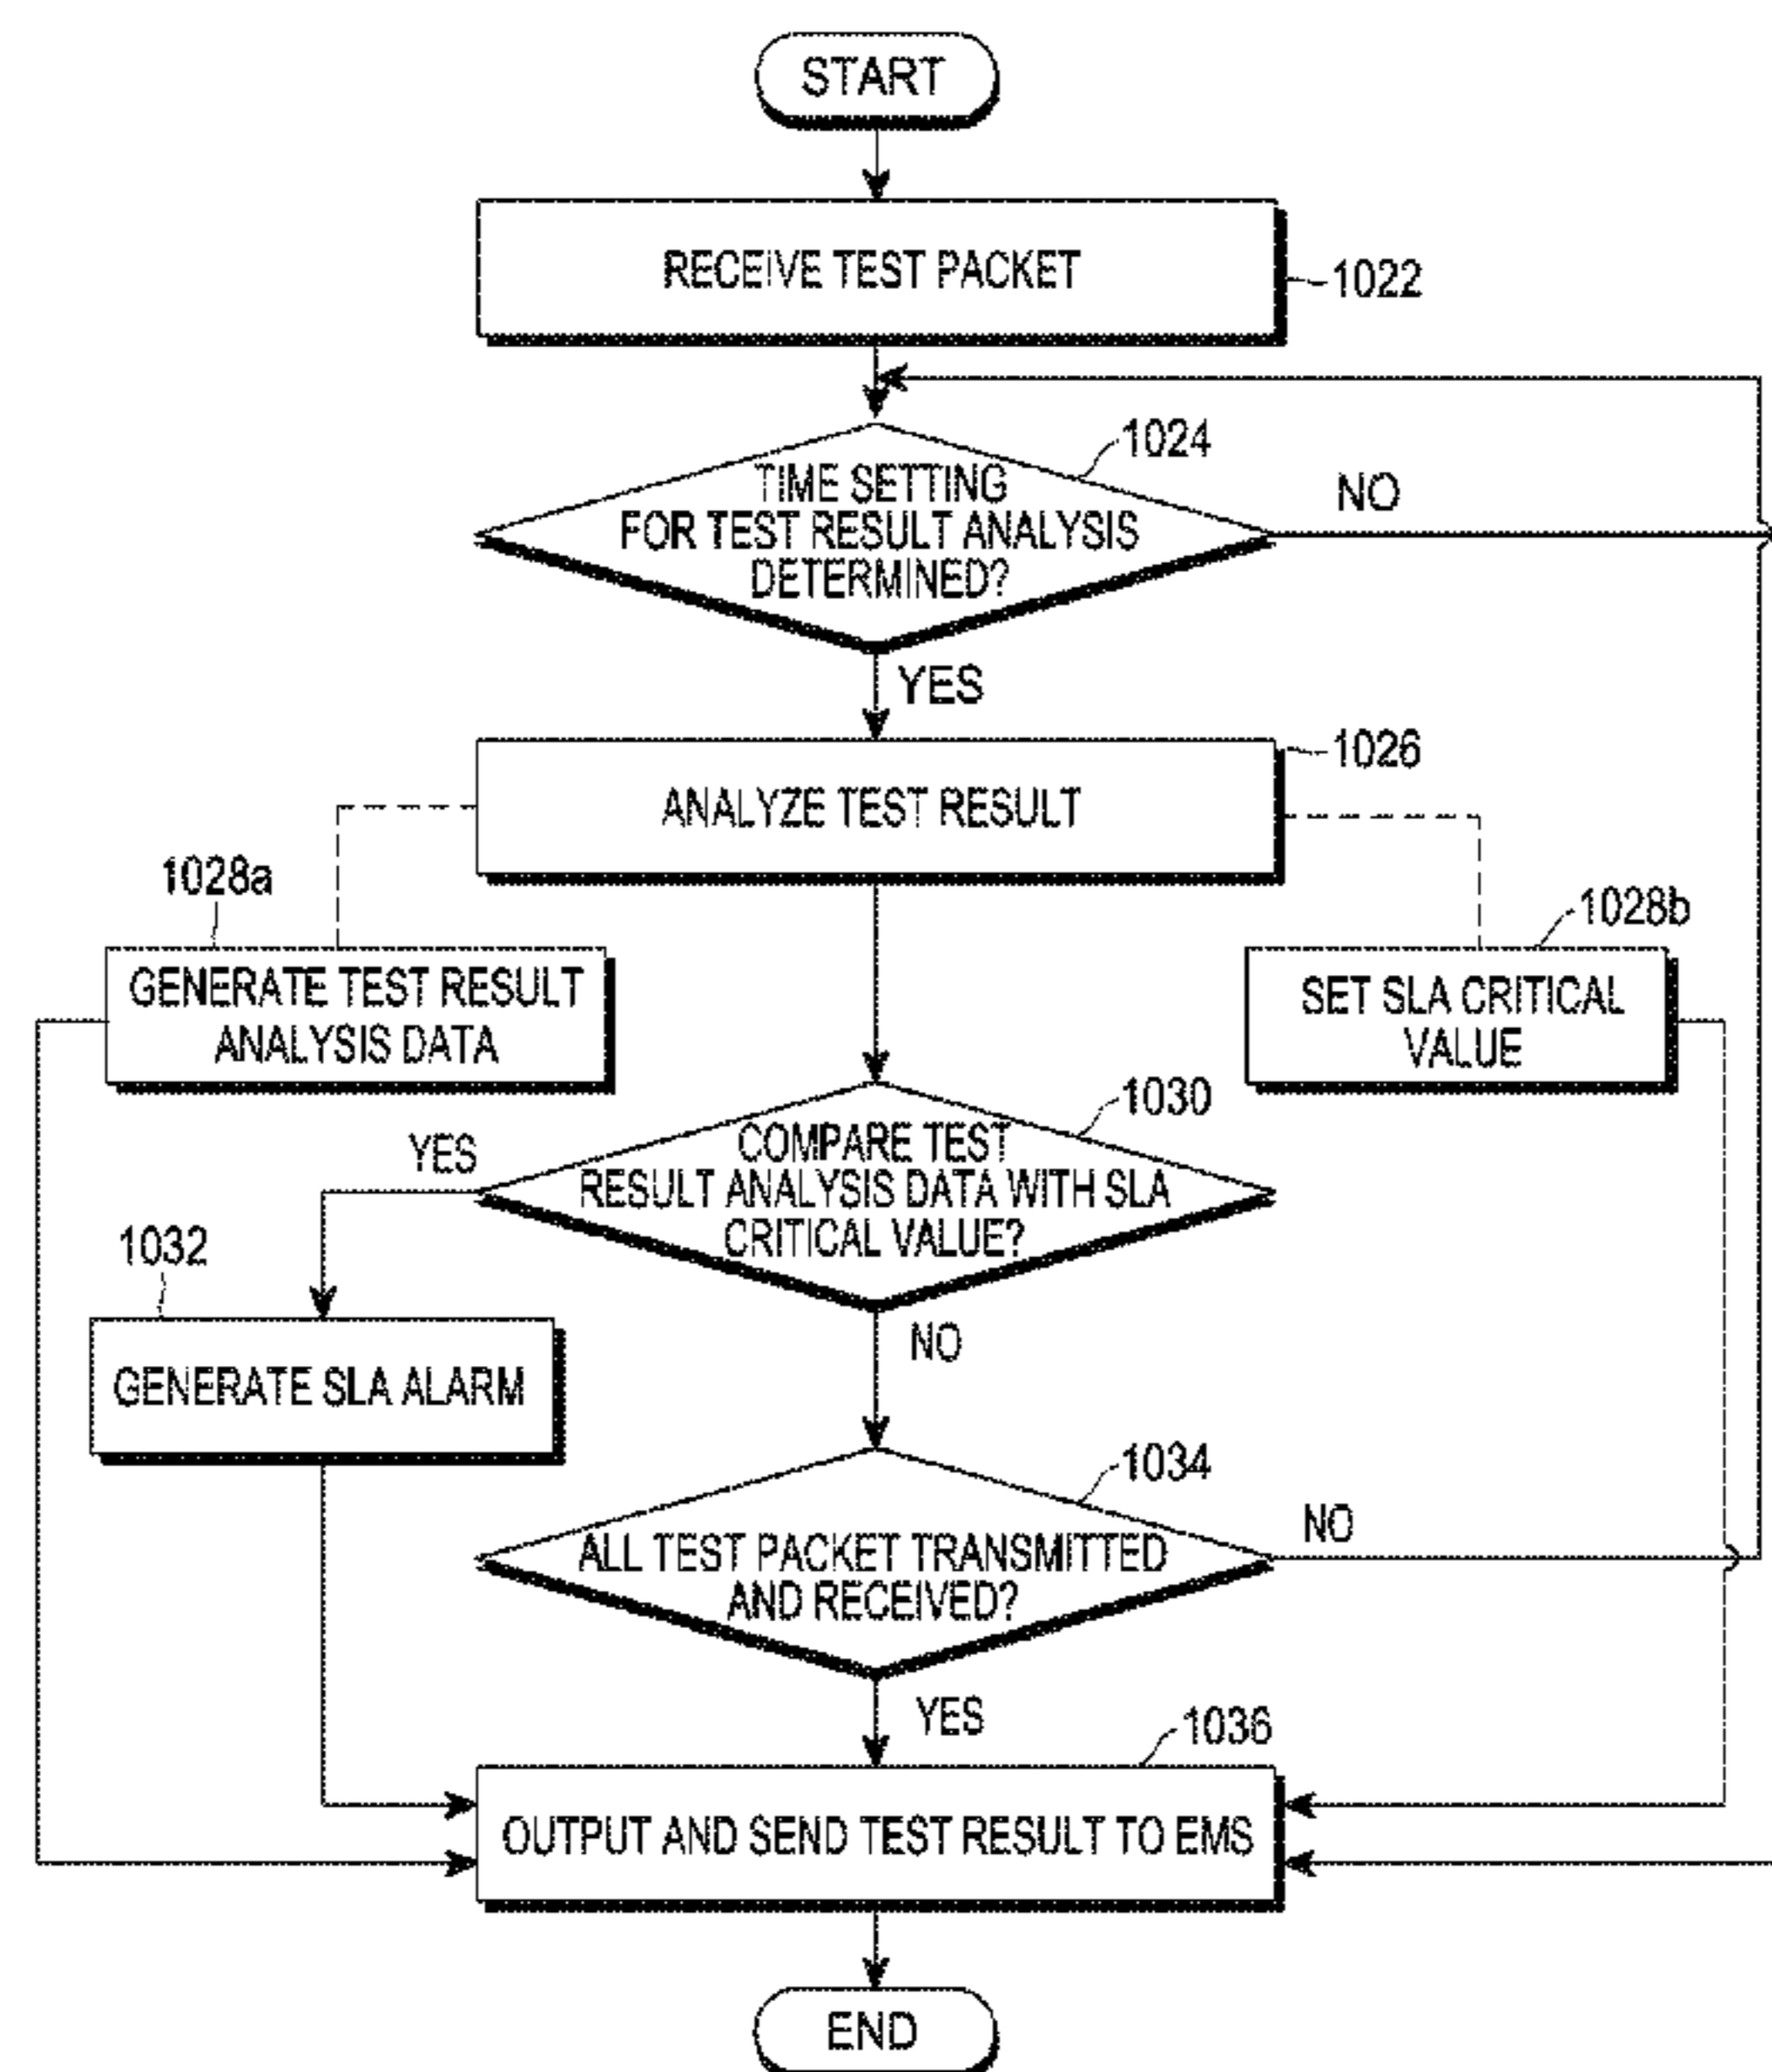 START
RECEIVE TEST PACKET
1022
1024
TIME SETTING
FOR TEST RESULT ANALYSIS
DETERMINED?
NO
YES
1026
ANALYZE TEST RESULT
1028a
GENERATE TEST RESULT
ANALYSIS DATA
1028b
SET SLA CRITICAL
VALUE
1030
COMPARE TEST
RESULT ANALYSIS DATA WITH SLA
CRITICAL VALUE?
YES
NO
1032
GENERATE SLA ALARM
1034
ALL TEST PACKET TRANSMITTED
AND RECEIVED?
NO
YES
1036
OUTPUT AND SEND TEST RESULT TO EMS
END